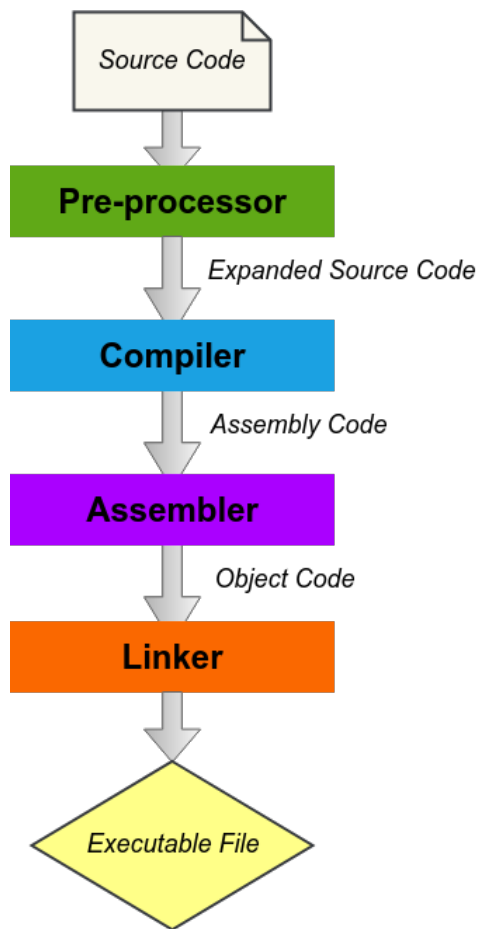 Source Code
Pre-processor
Expanded Source Code
Compiler
Assembly Code
Assembler
Object Code
Linker
Executable File